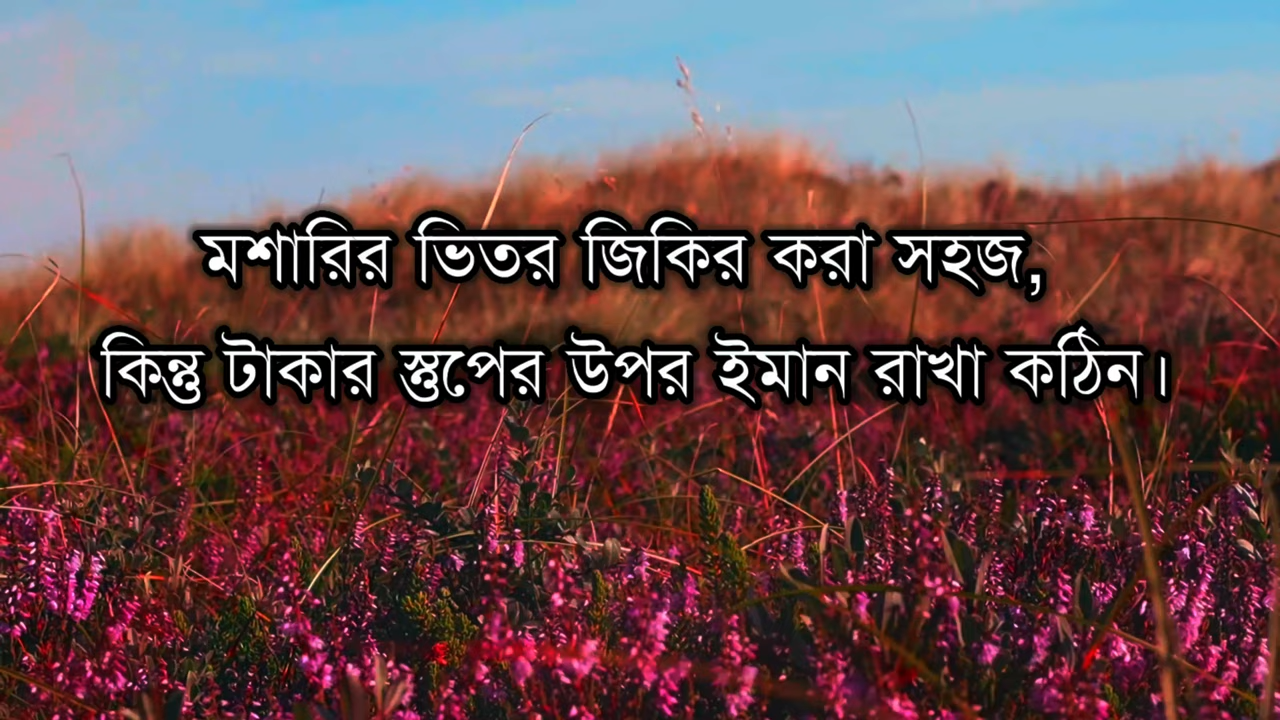 মশারির ভিতর জিকির করা সহজ,
কিন্তু টাকার স্তুপের উপর ইমান রাখা কঠিন।